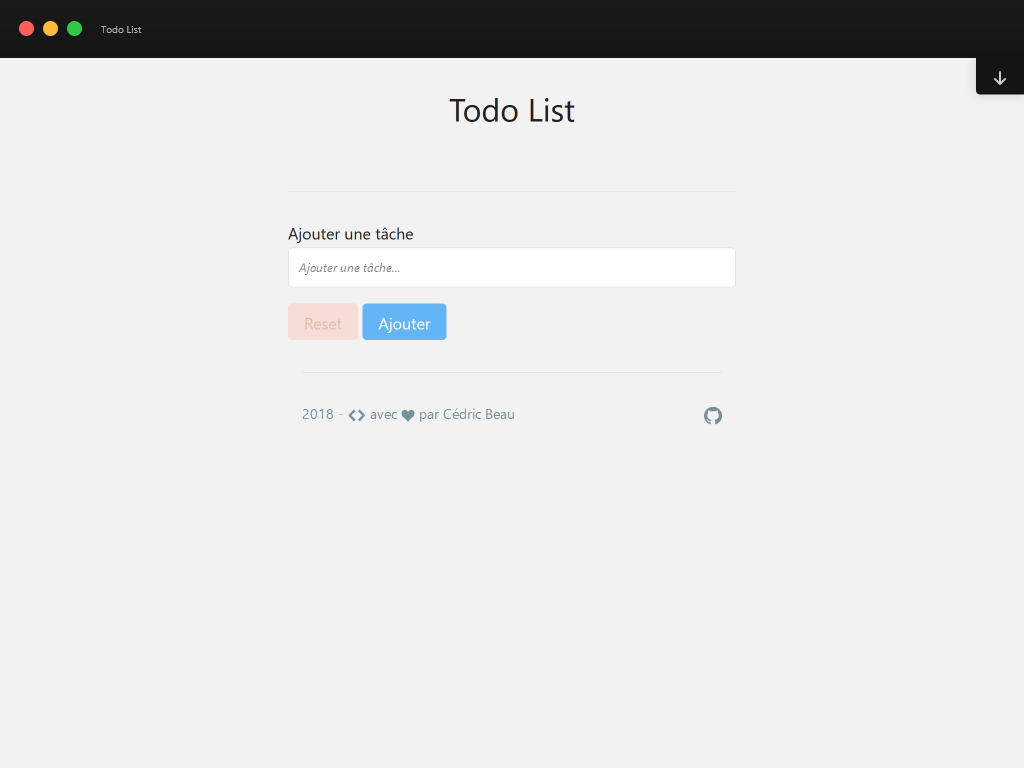 Todo List
Todo List
Ajouter une tâche
Ajouter une tâche...
Reset Ajouter
2018 - <> avec ♥ par Cédric Beau